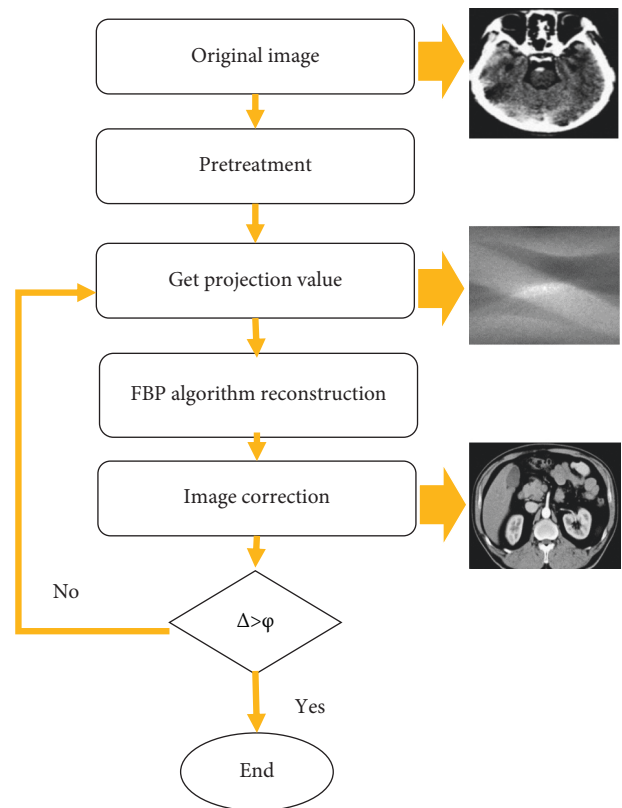 Original image
Pretreatment
Get projection value
FBP algorithm reconstruction
Image correction
No
Δ>φ
Yes
End